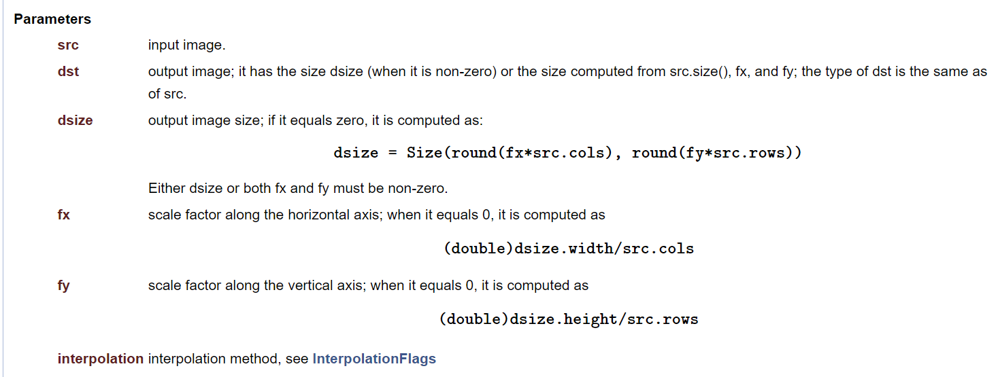 Parameters
src input image.
dst output image; it has the size dsize (when it is non-zero) or the size computed from src.size(), fx, and fy; the type of dst is the same as
of src.
dsize output image size; if it equals zero, it is computed as:
dsize = Size(round(fx*src.cols), round(fy*src.rows))
Either dsize or both fx and fy must be non-zero.
fx scale factor along the horizontal axis; when it equals 0, it is computed as
(double)dsize.width/src.cols
fy scale factor along the vertical axis; when it equals 0, it is computed as
(double)dsize.height/src.rows
interpolation interpolation method, see InterpolationFlags